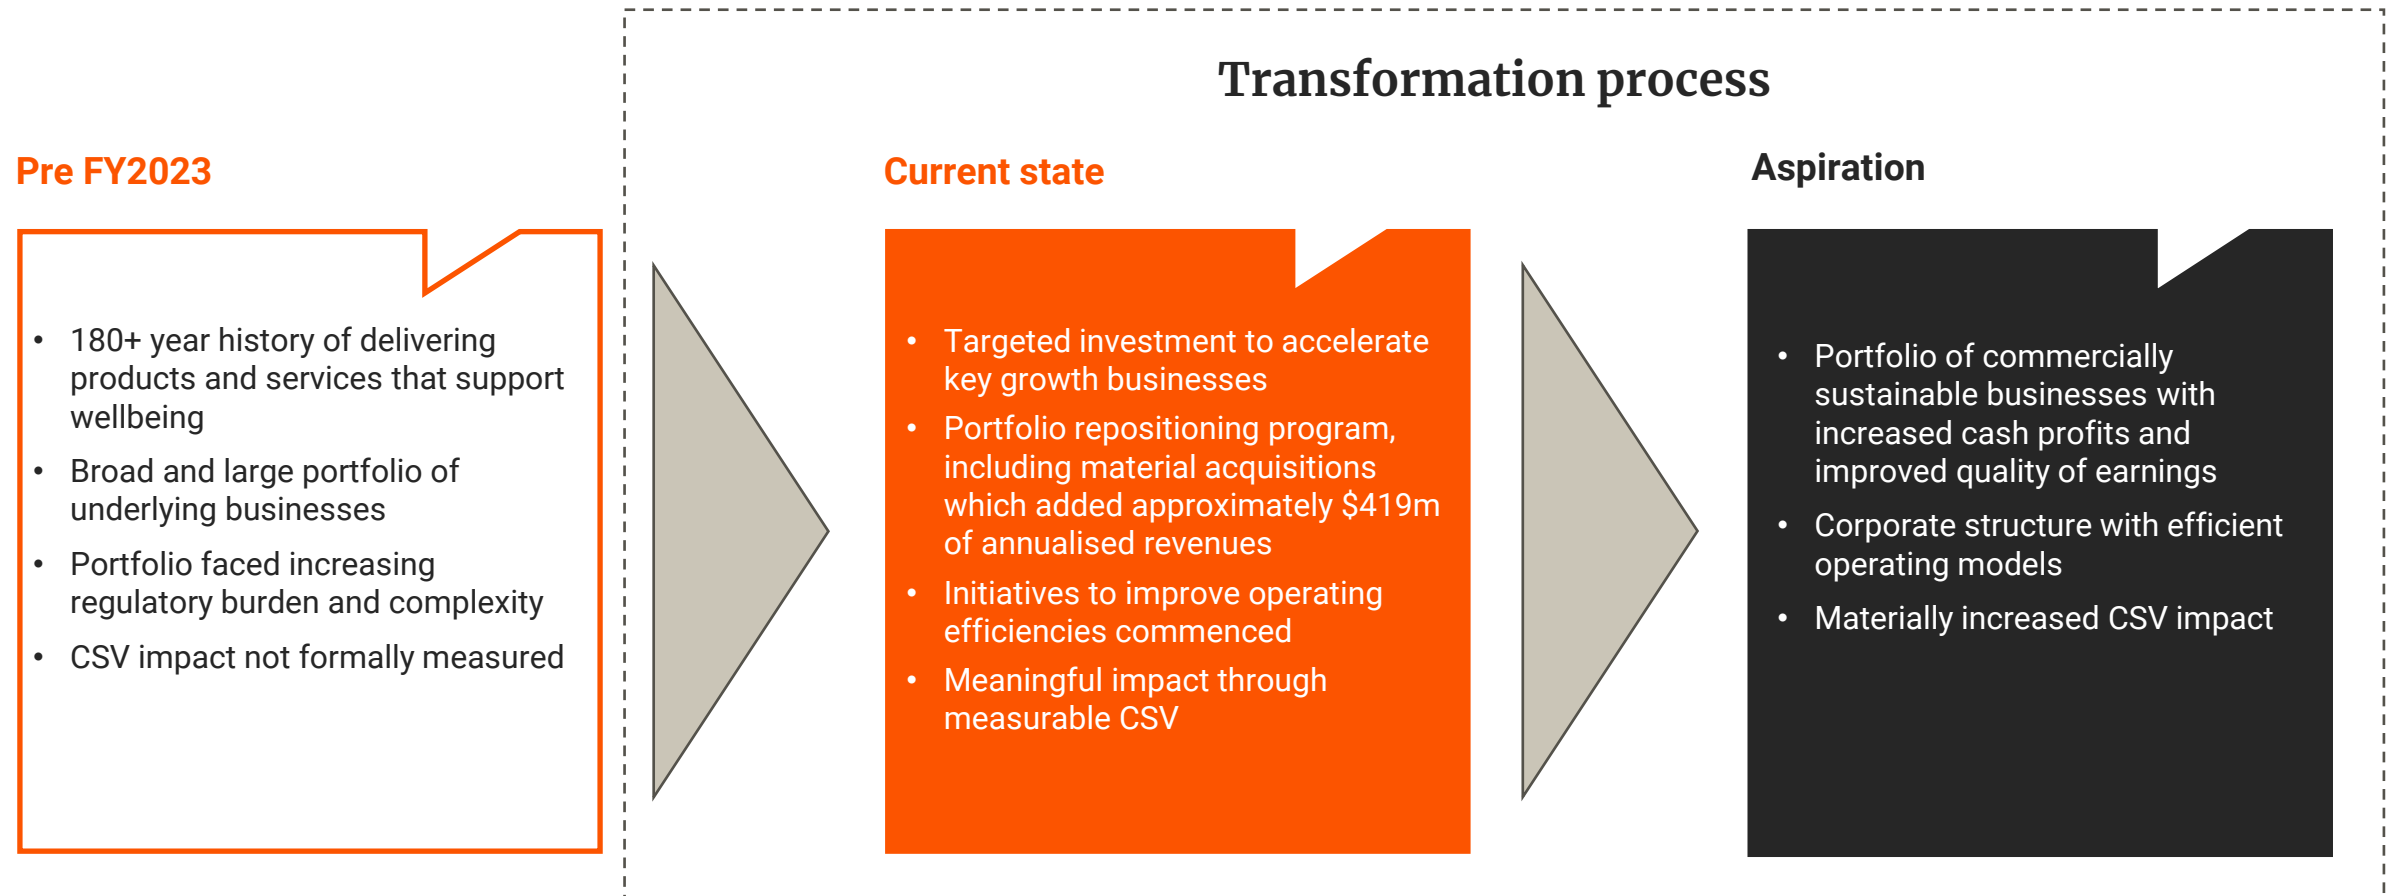 Transformation process
Pre FY2023
• 180+ year history of delivering
products and services that support
wellbeing
• Broad and large portfolio of
underlying businesses
• Portfolio faced increasing
regulatory burden and complexity
• CSV impact not formally measured
Current state
• Targeted investment to accelerate
key growth businesses
• Portfolio repositioning program,
including material acquisitions
which added approximately $419m
of annualised revenues
• Initiatives to improve operating
efficiencies commenced
• Meaningful impact through
measurable CSV
Aspiration
• Portfolio of commercially
sustainable businesses with
increased cash profits and
improved quality of earnings
• Corporate structure with efficient
operating models
• Materially increased CSV impact